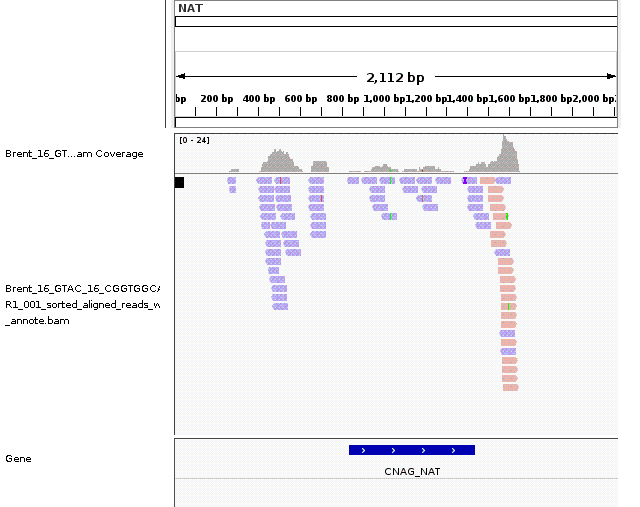 NAT
2,112 bp
bp 200 bp 400 bp 600 bp 800 bp 1,000 bp 1,200 bp 1,400 bp 1,600 bp 1,800 bp 2,000 bp
[0 - 24]
Brent_16_GT...am Coverage
Brent_16_GTAC_16_CGGTGGCA
R1_001_sorted_aligned_reads_w
_annote.bam
Gene
CNAG_NAT